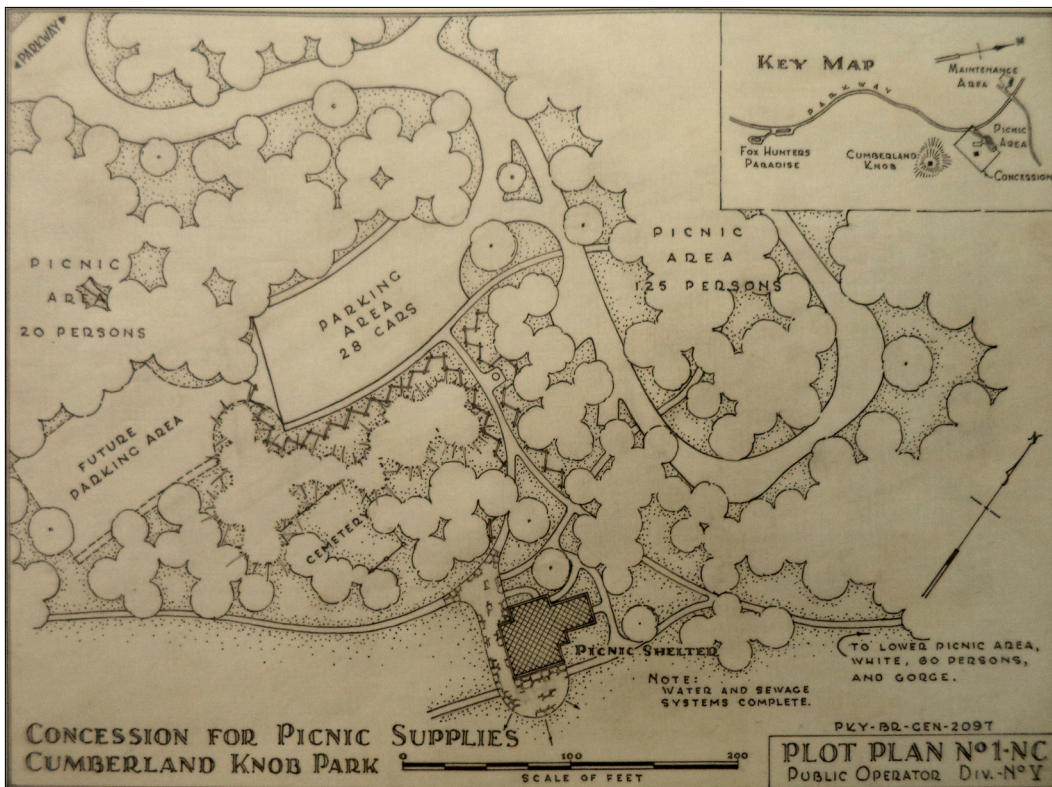 PARKWAY
KEY MAP
N
MAINTENANCE
AREA
PARKWAY
FOX HUNTERS
PARADISE
CUMBERLAND
KNOB
PICNIC
AREA
CONCESSION
PICNIC
AREA
20 PERSONS
PARKING
AREA
28 CARS
PICNIC
AREA
125 PERSONS
FUTURE
PARKING AREA
CEMETERY
N
PICNIC SHELTER
NOTE:
WATER AND SEWAGE
SYSTEMS COMPLETE.
TO LOWER PICNIC AREA,
WHITE, 60 PERSONS,
AND GORGE.
CONCESSION FOR PICNIC SUPPLIES
CUMBERLAND KNOB PARK
0 100 200
SCALE OF FEET
PKY-BR-GEN-2097
PLOT PLAN Nº1-NC
PUBLIC OPERATOR DIV.-Nº V